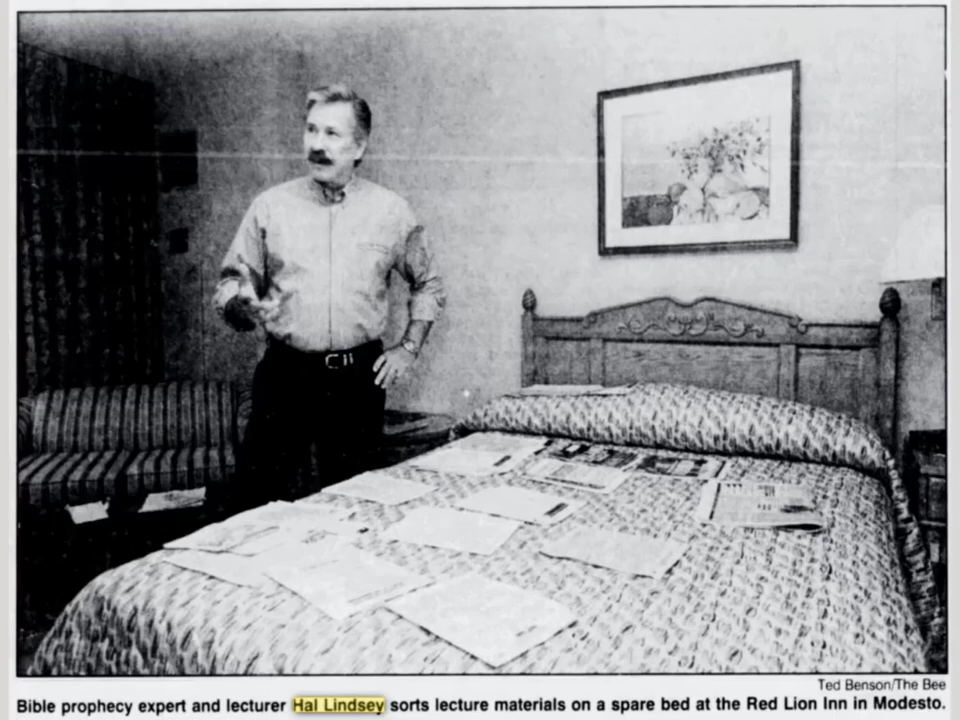 Ted Benson/The Bee
Bible prophecy expert and lecturer Hal Lindsey sorts lecture materials on a spare bed at the Red Lion Inn in Modesto.